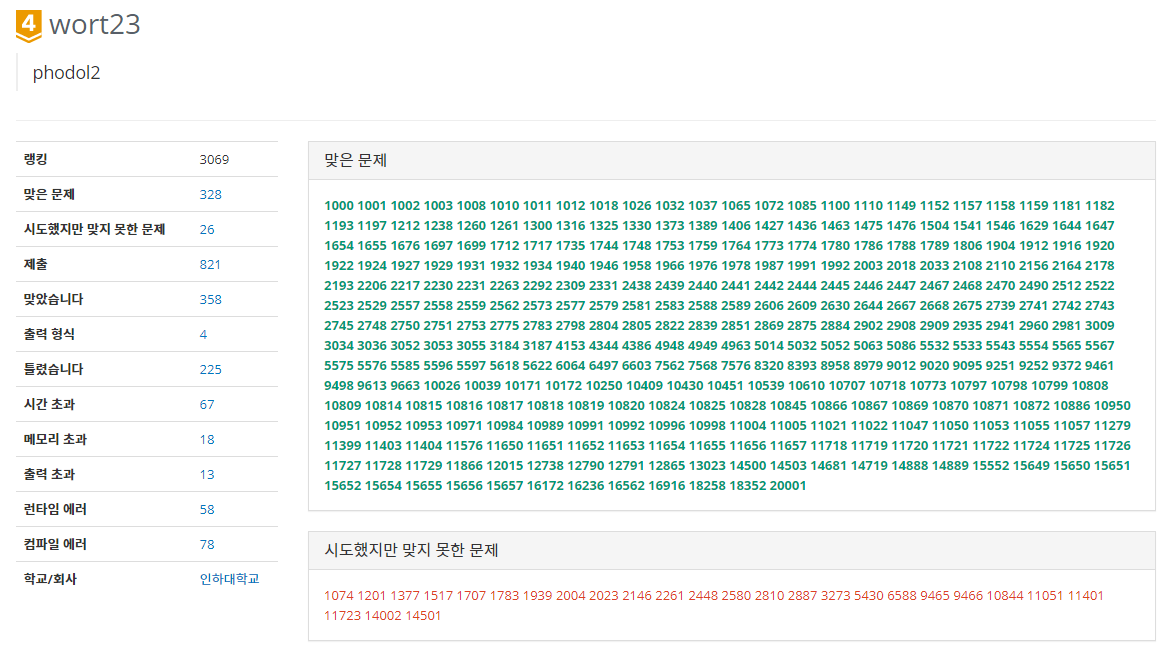 4 wort23
phodol2
랭킹 3069
맞은 문제 328
시도했지만 맞지 못한 문제 26
제출 821
맞았습니다 358
출력 형식 4
틀렸습니다 225
시간 초과 67
메모리 초과 18
출력 초과 13
런타임 에러 58
컴파일 에러 78
학교/회사 인하대학교
맞은 문제
1000 1001 1002 1003 1008 1010 1011 1012 1018 1026 1032 1037 1065 1072 1085 1100 1110 1149 1152 1157 1158 1159 1181 1182
1193 1197 1212 1238 1260 1261 1300 1316 1325 1330 1373 1389 1406 1427 1436 1463 1475 1476 1504 1541 1546 1629 1644 1647
1654 1655 1676 1697 1699 1712 1717 1735 1744 1748 1753 1759 1764 1773 1774 1780 1786 1788 1789 1806 1904 1912 1916 1920
1922 1924 1927 1929 1931 1932 1934 1940 1946 1958 1966 1976 1978 1987 1991 1992 2003 2018 2033 2108 2110 2156 2164 2178
2193 2206 2217 2230 2231 2263 2292 2309 2331 2438 2439 2440 2441 2442 2444 2445 2446 2447 2468 2470 2490 2512 2522
2523 2529 2557 2558 2559 2562 2573 2577 2579 2581 2583 2588 2589 2606 2609 2630 2644 2667 2668 2675 2739 2741 2742 2743
2745 2748 2750 2751 2753 2775 2783 2798 2804 2805 2822 2839 2851 2869 2875 2884 2902 2908 2909 2935 2941 2960 2981 3009
3034 3036 3052 3053 3055 3184 3187 4153 4344 4386 4948 4949 4963 5014 5032 5052 5063 5086 5532 5533 5543 5554 5565 5567
5575 5576 5585 5596 5597 5618 5622 6064 6497 6603 7562 7568 7576 8320 8393 8958 8979 9012 9020 9095 9251 9252 9372 9461
9498 9613 9663 10026 10039 10171 10172 10250 10409 10430 10451 10539 10610 10707 10718 10773 10797 10798 10799 10808
10809 10814 10815 10816 10817 10818 10819 10820 10824 10825 10828 10845 10866 10867 10869 10870 10871 10872 10886 10950
10951 10952 10953 10971 10984 10989 10991 10992 10996 10998 11004 11005 11021 11022 11047 11050 11053 11055 11057 11279
11399 11403 11404 11576 11650 11651 11652 11653 11654 11655 11656 11657 11718 11719 11720 11721 11722 11724 11725 11726
11727 11728 11729 11866 12015 12738 12790 12791 12865 13023 14500 14503 14681 14719 14888 14889 15552 15649 15650 15651
15652 15654 15655 15656 15657 16172 16236 16562 16916 18258 18352 20001
시도했지만 맞지 못한 문제
1074 1201 1377 1517 1707 1783 1939 2004 2023 2146 2261 2448 2580 2810 2887 3273 5430 6588 9465 9466 10844 11051 11401
11723 14002 14501